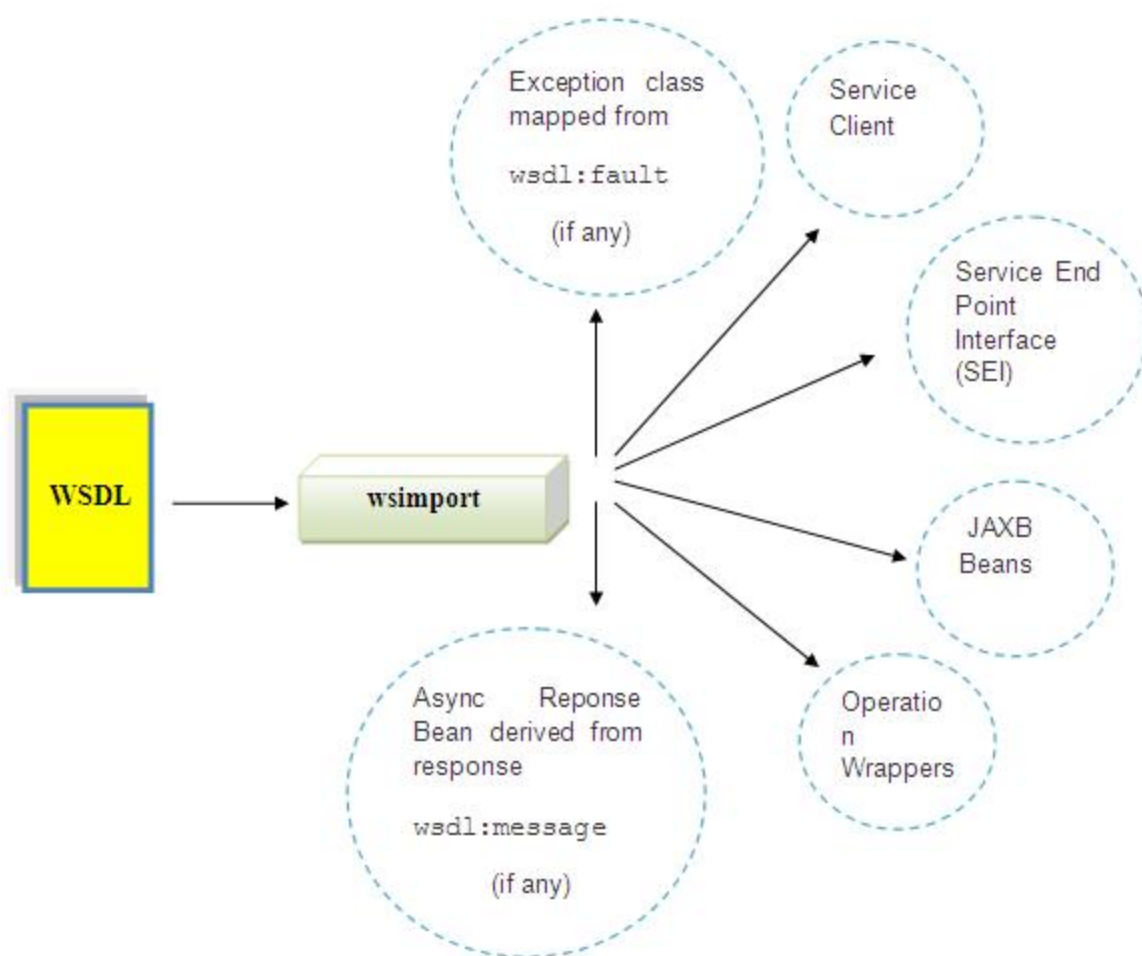 Exception class
mapped from
wsdl:fault
(if any)
Service
Client
Service End
Point
Interface
(SEI)
WSDL
wsimport
JAXB
Beans
Async Reponse
Bean derived from
response
wsdl:message
(if any)
Operatio
n
Wrappers